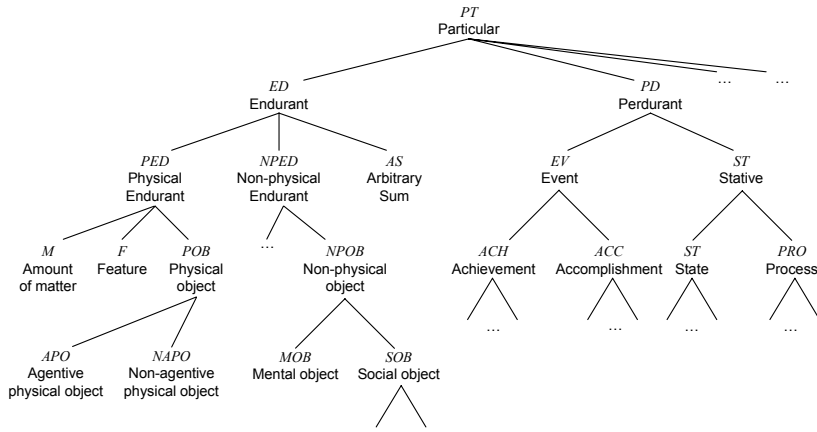 PT
Particular
... ...
ED PD
Endurant Perdurant
PED NPED AS EV ST
Physical Non-physical Arbitrary Event Stative
Endurant Endurant Sum
M F POB ... NPOB ACH ACC ST PRO
Amount Feature Physical Non-physical Achievement Accomplishment State Process
of matter object object
... ... ... ...
APO NAPO MOB SOB
Agentive Non-agentive Mental object Social object
physical object physical object